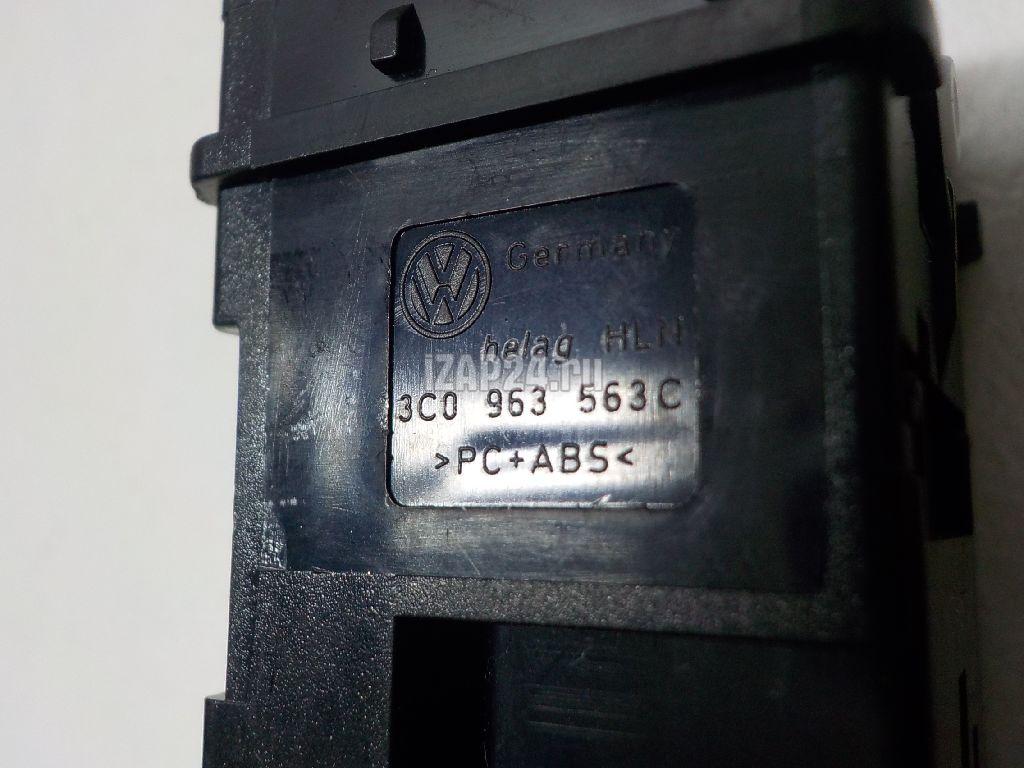 Germany
helag HLN
iZAP24.ru
3C0 963 563C
>PC+ABS<